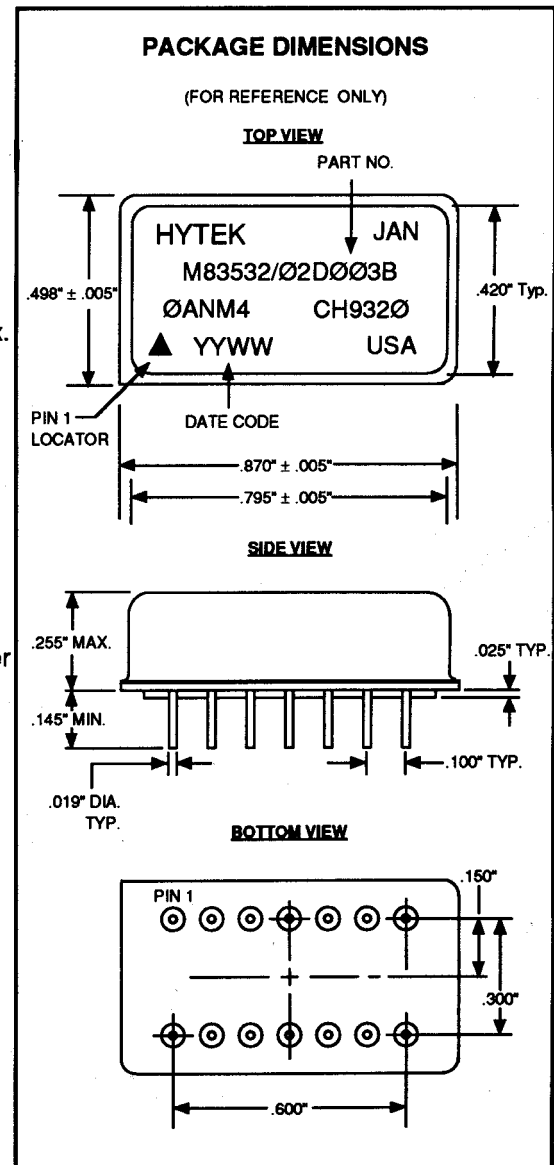 PACKAGE DIMENSIONS
(FOR REFERENCE ONLY)
TOP VIEW
PART NO.
HYTEK JAN
M83532/Ø2DØØ3B
ØANM4 CH932Ø
YYWW USA
.498" ± .005"
.420" Typ.
x.
PIN 1
LOCATOR
DATE CODE
.870" ± .005"
.795" ± .005"
SIDE VIEW
.255" MAX.
er
.025" TYP.
.145" MIN.
.100" TYP.
.019" DIA.
TYP.
BOTTOM VIEW
.150"
PIN 1
.300"
.600"